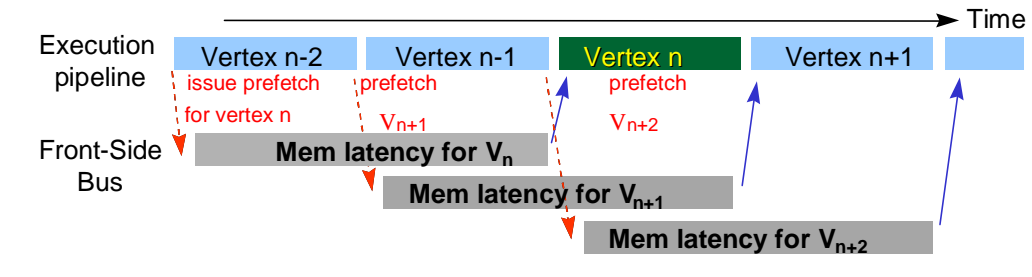 Time
Execution
pipeline
Vertex n-2
Vertex n-1
Vertex n
Vertex n+1
issue prefetch
for vertex n
prefetch
Vn+1
prefetch
Vn+2
Front-Side
Bus
Mem latency for Vn
Mem latency for Vn+1
Mem latency for Vn+2